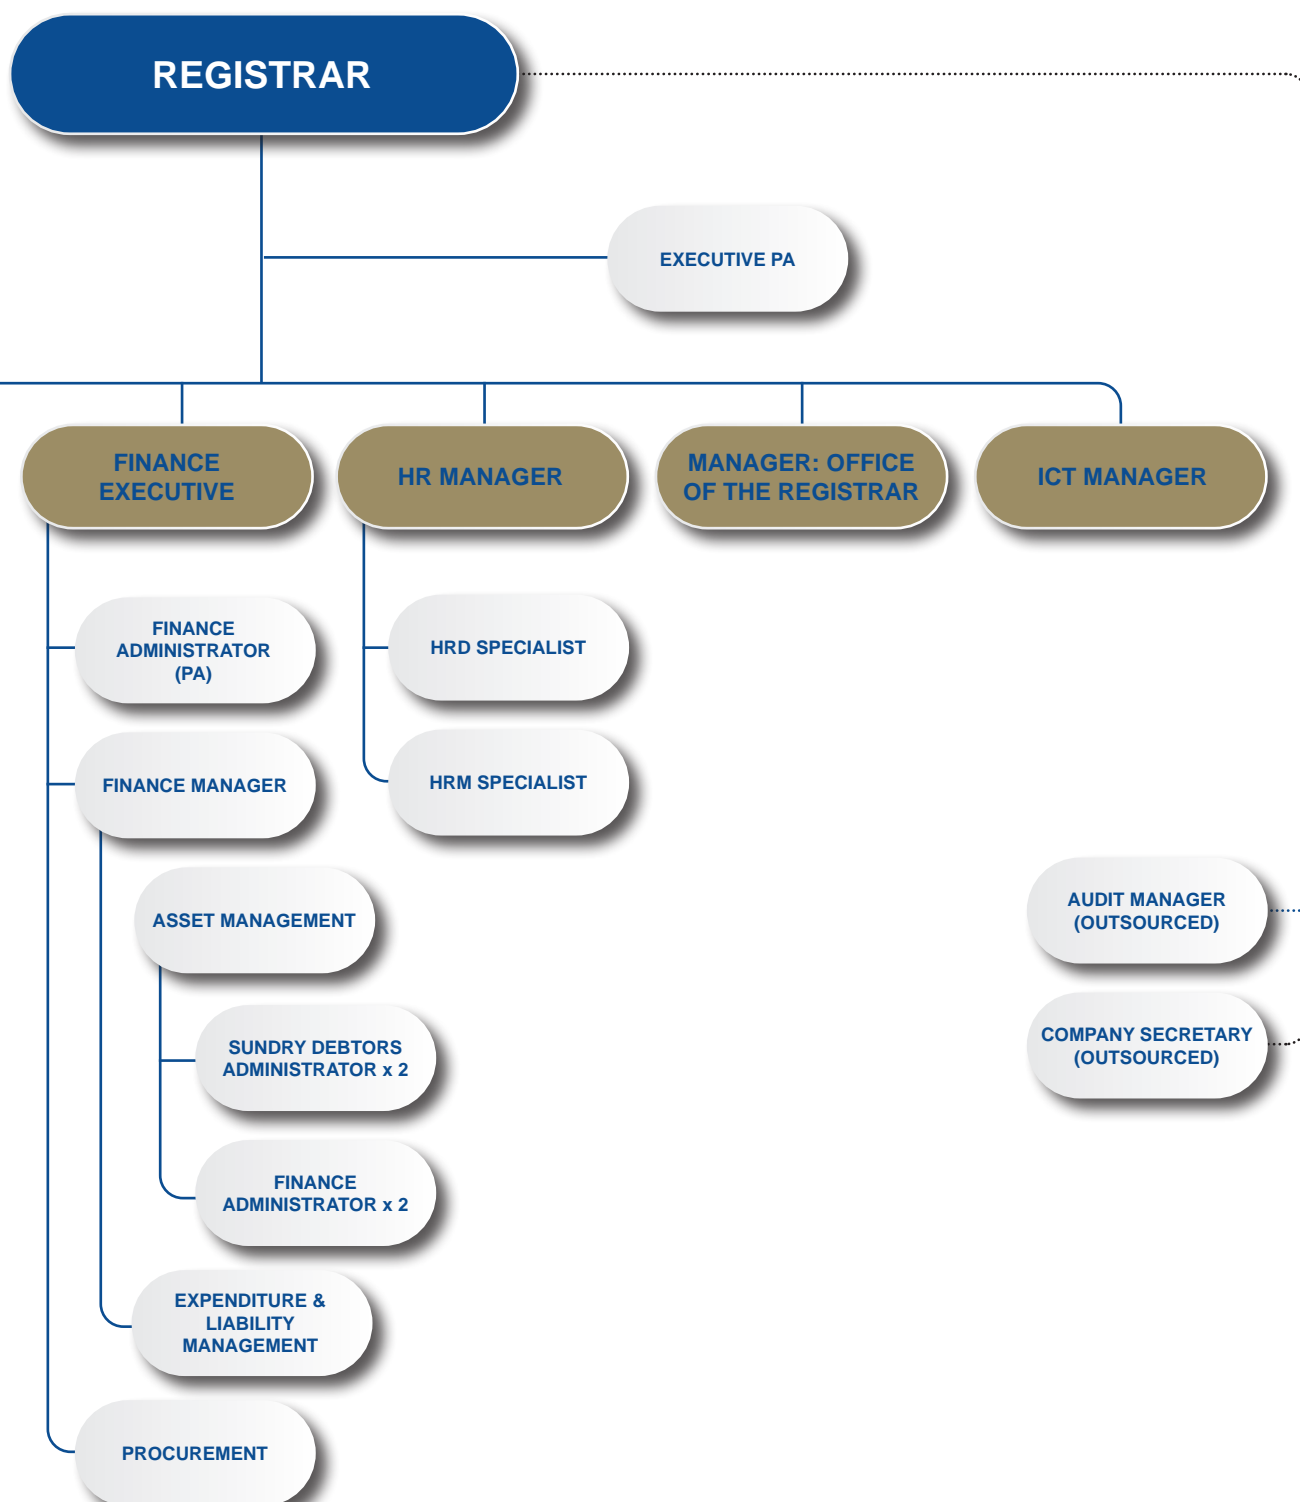 REGISTRAR
EXECUTIVE PA
FINANCE
EXECUTIVE
HR MANAGER
MANAGER: OFFICE
OF THE REGISTRAR
ICT MANAGER
FINANCE
ADMINISTRATOR
(PA)
HRD SPECIALIST
FINANCE MANAGER
HRM SPECIALIST
ASSET MANAGEMENT
AUDIT MANAGER
(OUTSOURCED)
SUNDRY DEBTORS
ADMINISTRATOR x 2
COMPANY SECRETARY
(OUTSOURCED)
FINANCE
ADMINISTRATOR x 2
EXPENDITURE &
LIABILITY
MANAGEMENT
PROCUREMENT